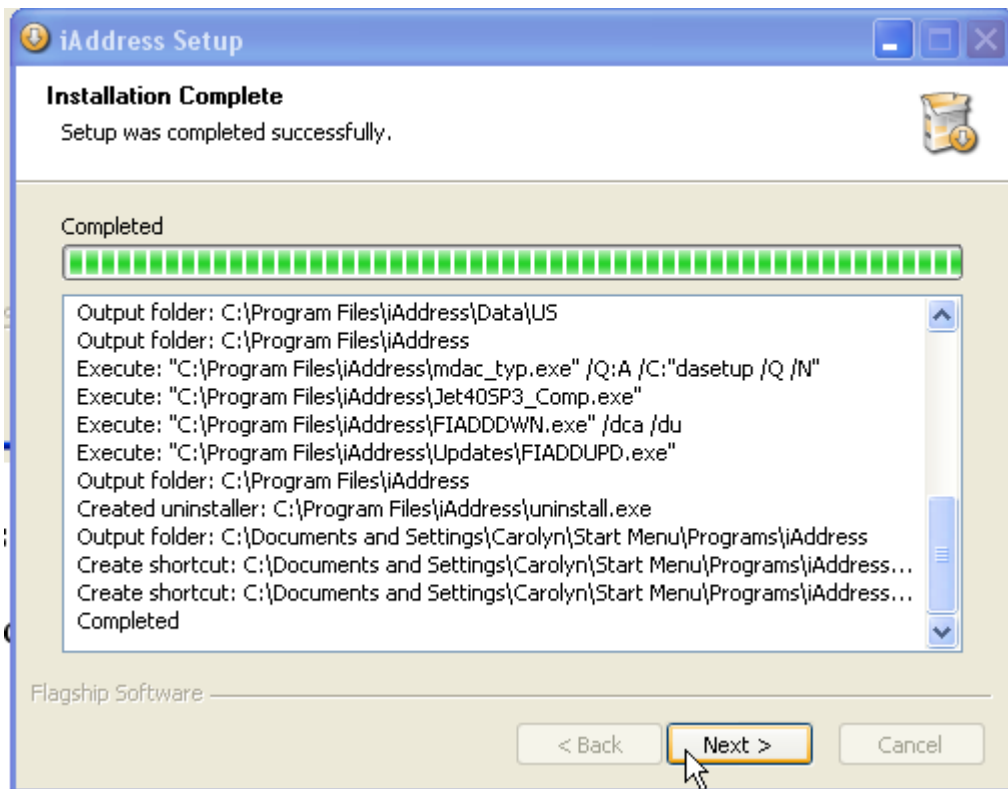 iAddress Setup
Installation Complete
Setup was completed successfully.
Completed
Output folder: C:\Program Files\iAddress\Data\US
Output folder: C:\Program Files\iAddress
Execute: "C:\Program Files\iAddress\mdac_typ.exe" /Q:A /C:"dasetup /Q /N"
Execute: "C:\Program Files\iAddress\Jet40SP3_Comp.exe"
Execute: "C:\Program Files\iAddress\FIADDDWN.exe" /dca /du
Execute: "C:\Program Files\iAddress\Updates\FIADDUPD.exe"
Output folder: C:\Program Files\iAddress
Created uninstaller: C:\Program Files\iAddress\uninstall.exe
Output folder: C:\Documents and Settings\Carolyn\Start Menu\Programs\iAddress
Create shortcut: C:\Documents and Settings\Carolyn\Start Menu\Programs\iAddress...
Create shortcut: C:\Documents and Settings\Carolyn\Start Menu\Programs\iAddress...
Completed
Flagship Software
< Back Next > Cancel